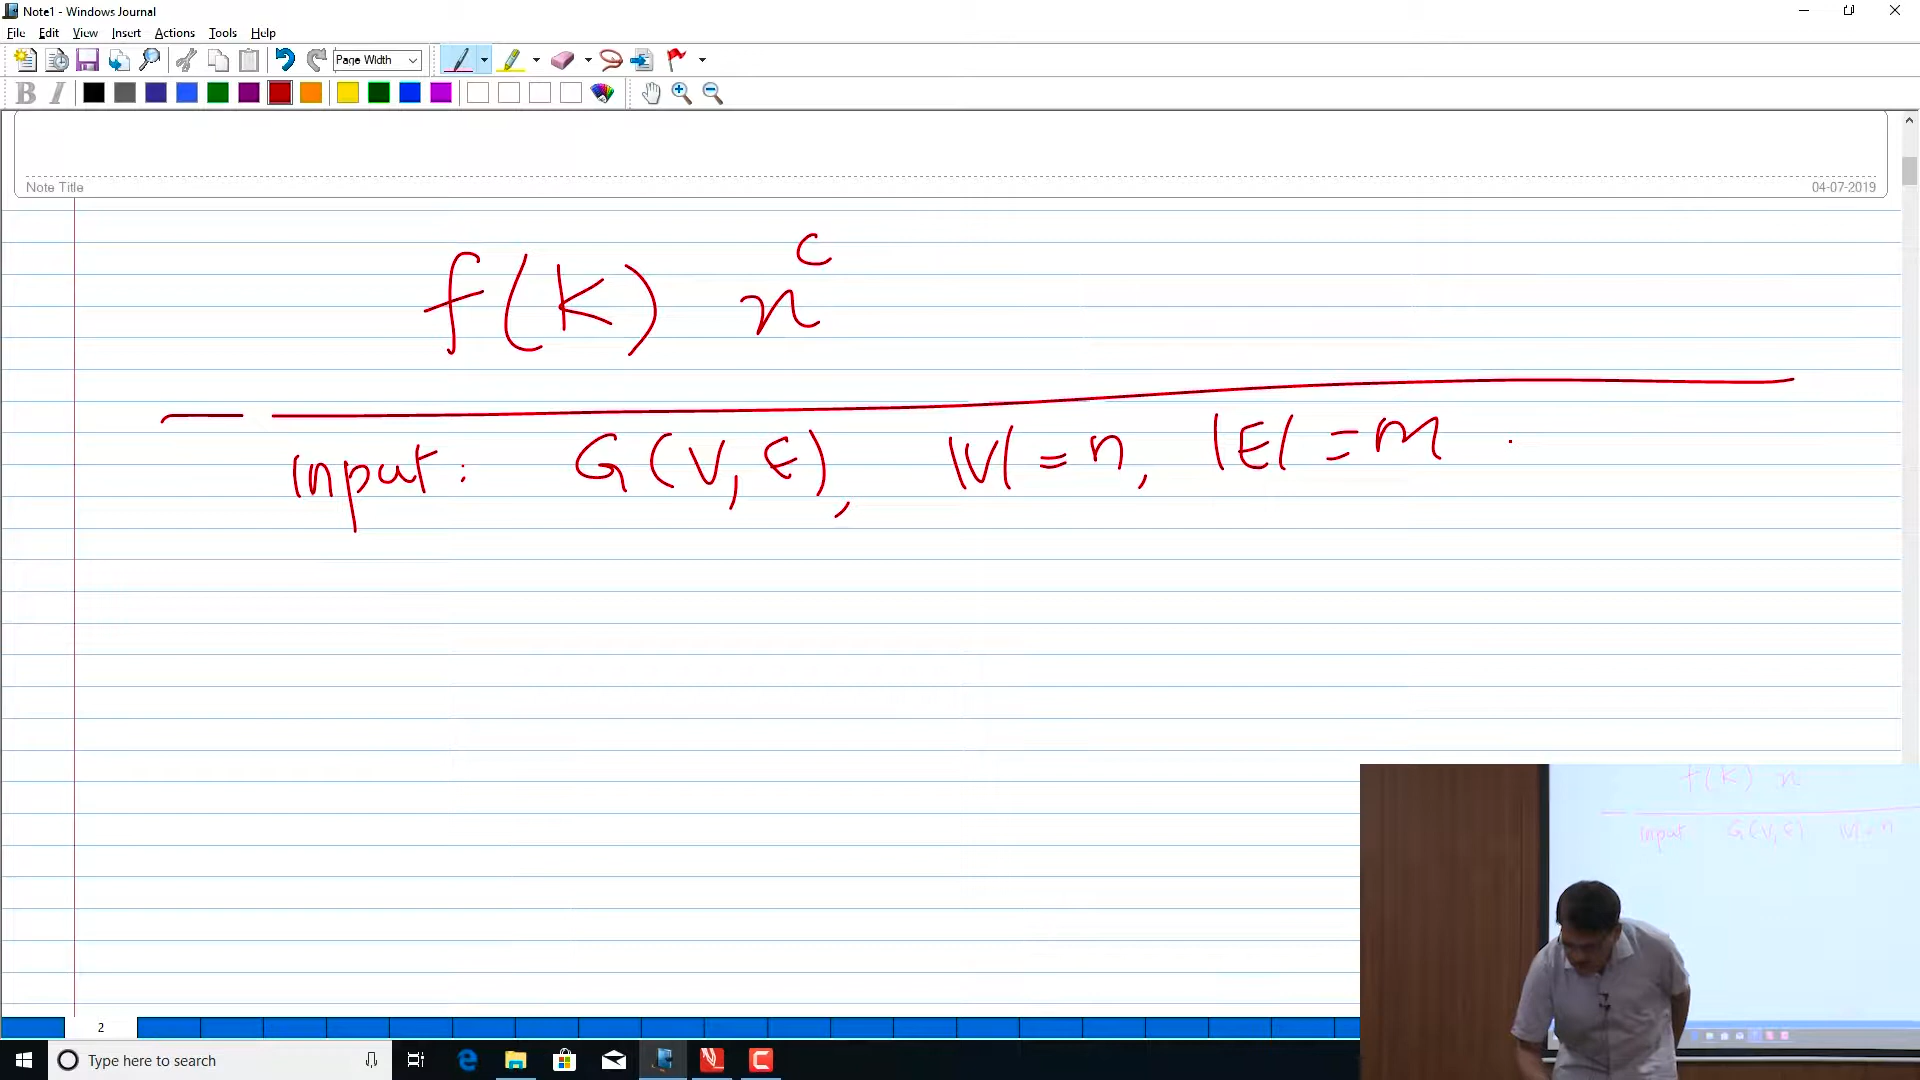 Note1 - Windows Journal
File Edit View Insert Actions Tools Help
Page Width
B I
Note Title
04-07-2019
f(k) n^c
Input: G(V, E), |V| = n, |E| = m .
f(k) n
Input G(V, E) |V| = n
2
Type here to search